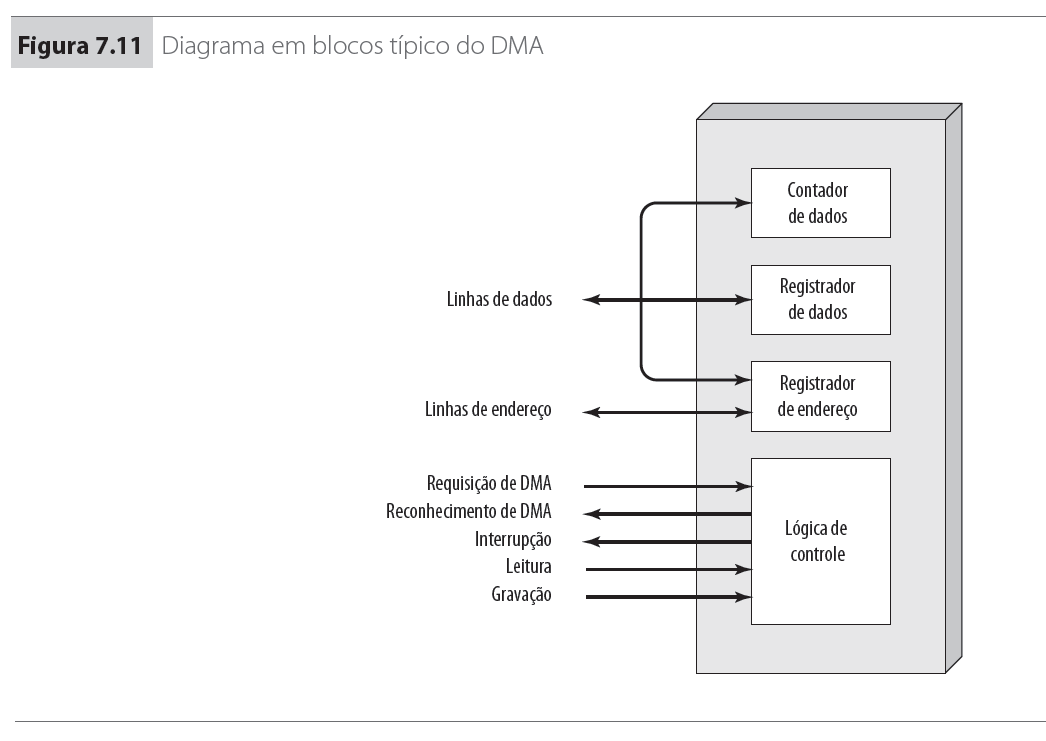 Figura 7.11 Diagrama em blocos típico do DMA
Contador
de dados
Linhas de dados
Registrador
de dados
Registrador
de endereço
Linhas de endereço
Requisição de DMA
Reconhecimento de DMA
Interrupção
Leitura
Gravação
Lógica de
controle